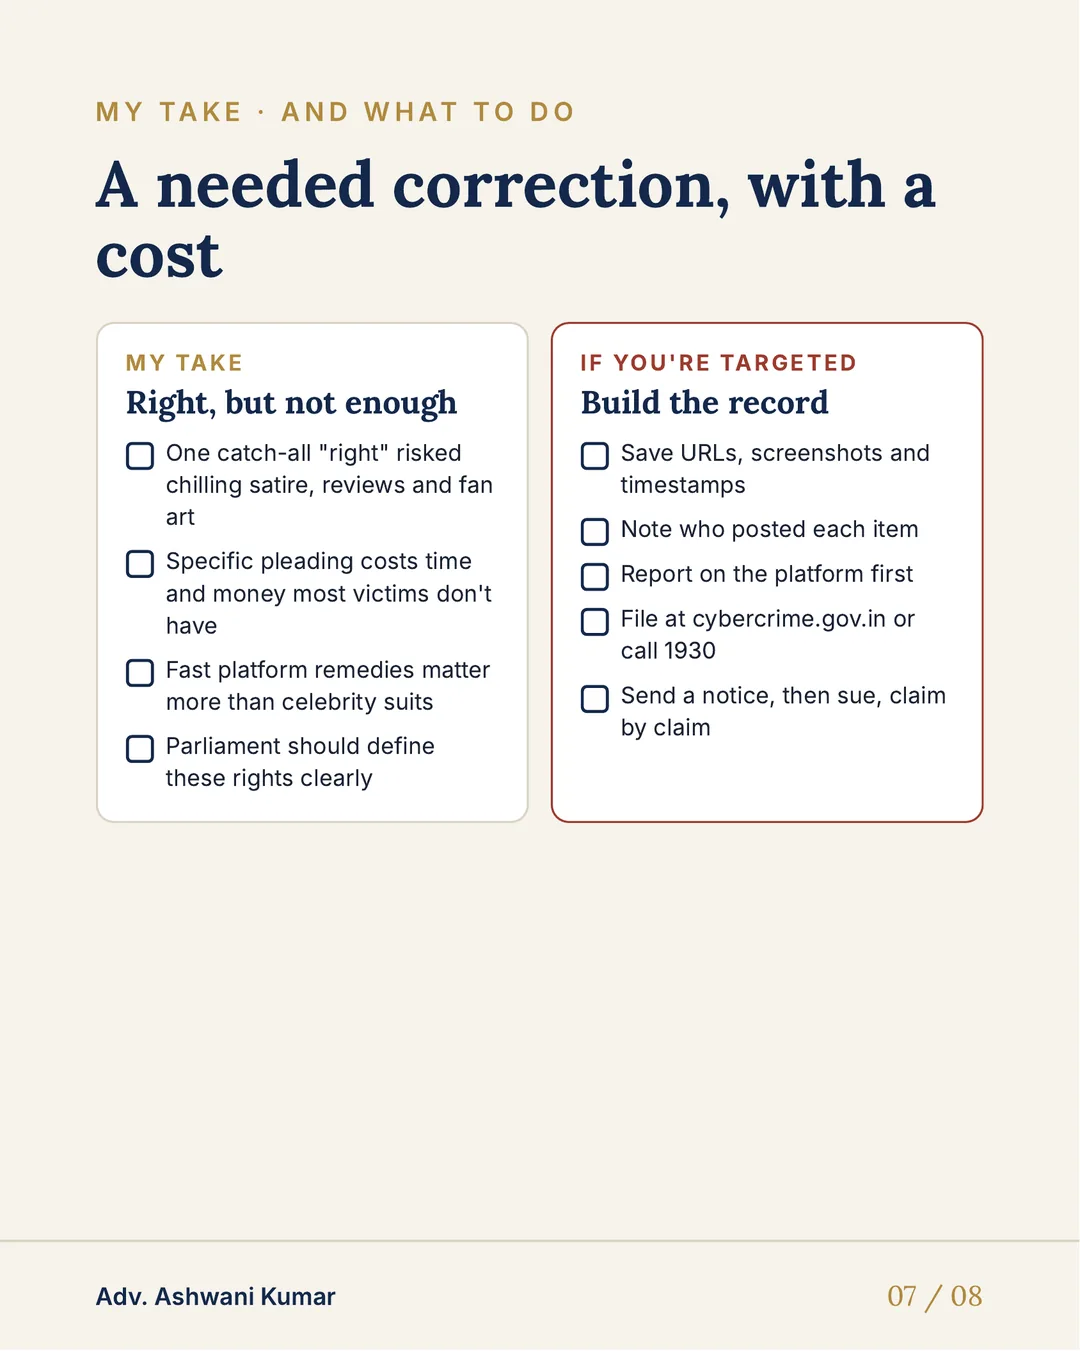 MY TAKE · AND WHAT TO DO
A needed correction, with a
cost
MY TAKE
Right, but not enough
One catch-all "right" risked
chilling satire, reviews and fan
art
Specific pleading costs time
and money most victims don't
have
Fast platform remedies matter
more than celebrity suits
Parliament should define
these rights clearly
IF YOU'RE TARGETED
Build the record
Save URLs, screenshots and
timestamps
Note who posted each item
Report on the platform first
File at cybercrime.gov.in or
call 1930
Send a notice, then sue, claim
by claim
Adv. Ashwani Kumar
07 / 08